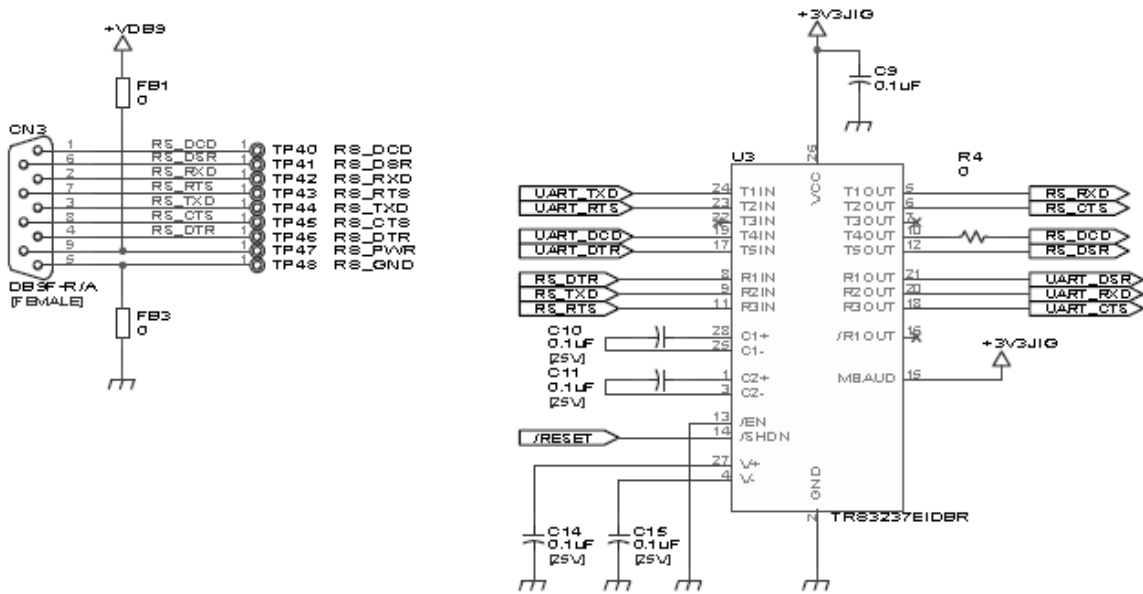 +VDB9
FB1
0
CN3
1 RS_DCD 1 TP40 RS_DCD
6 RS_DSR 1 TP41 RS_DSR
2 RS_RXD 1 TP42 RS_RXD
7 RS_RTS 1 TP43 RS_RTS
3 RS_TXD 1 TP44 RS_TXD
8 RS_CTS 1 TP45 RS_CTS
4 RS_DTR 1 TP46 RS_DTR
9 1 TP47 RS_PWR
5 1 TP48 RS_GND
DB9F-R/A
[FEMALE]
FB3
0
+3V3JIG
C9
0.1uF
U3
26
VCC
R4
0
UART_TXD 24 T1IN T1OUT 5 RS_RXD
UART_RTS 23 T2IN T2OUT 6 RS_CTS
22 T3IN T3OUT 7
UART_DCD 19 T4IN T4OUT 10 RS_DCD
UART_DTR 17 T5IN T5OUT 12 RS_DSR
RS_DTR 8 R1IN R1OUT 21 UART_DSR
RS_TXD 9 R2IN R2OUT 20 UART_RXD
RS_RTS 11 R3IN R3OUT 18 UART_CTS
C10
0.1uF
[25V]
28 C1+
25 C1-
/R1OUT 16
+3V3JIG
C11
0.1uF
[25V]
1 C2+
3 C2-
MBAUD 15
13 /EN
/RESET 14 /SHDN
27 V+
4 V-
GND
2
TRS3237EIDBR
C14
0.1uF
[25V]
C15
0.1uF
[25V]